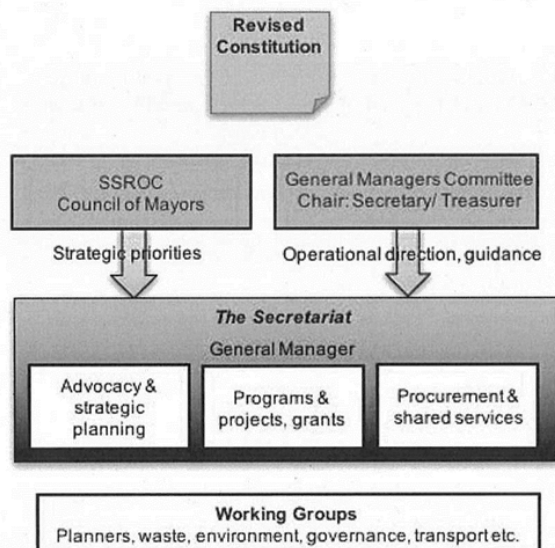 Revised
Constitution
SSROC
Council of Mayors
General Managers Committee
Chair: Secretary/ Treasurer
Strategic priorities
Operational direction, guidance
The Secretariat
General Manager
Advocacy &
strategic
planning
Programs &
projects, grants
Procurement &
shared services
Working Groups
Planners, waste, environment, governance, transport etc.